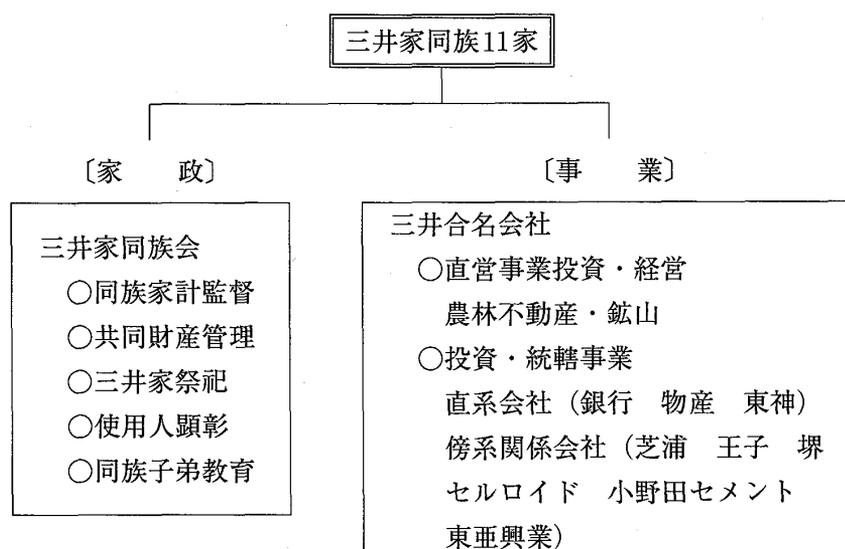 三井家同族11家
〔家　　政〕
三井家同族会
○同族家計監督
○共同財産管理
○三井家祭祀
○使用人顕彰
○同族子弟教育
〔事　　業〕
三井合名会社
○直営事業投資・経営
農林不動産・鉱山
○投資・統轄事業
直系会社（銀行　物産　東神）
傍系関係会社（芝浦　王子　堺
セルロイド　小野田セメント
東亜興業）